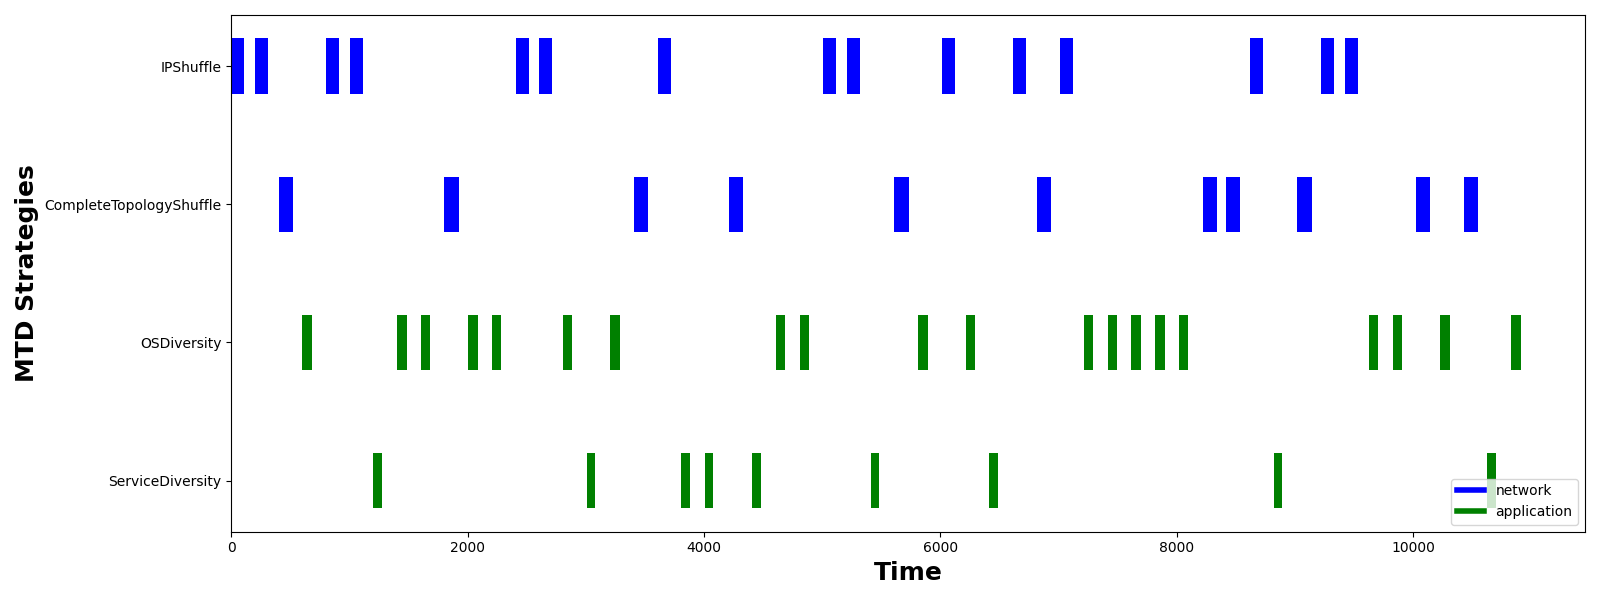 MTD Strategies
IPShuffle
CompleteTopologyShuffle
OSDiversity
ServiceDiversity
network
application
0 2000 4000 6000 8000 10000
Time